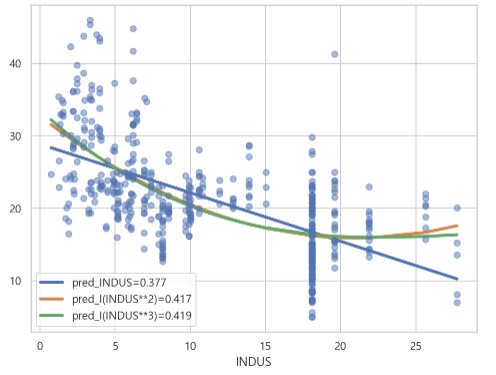 40
30
20
10
pred_INDUS=0.377
pred_I(INDUS**2)=0.417
pred_I(INDUS**3)=0.419
0 5 10 15 20 25
INDUS